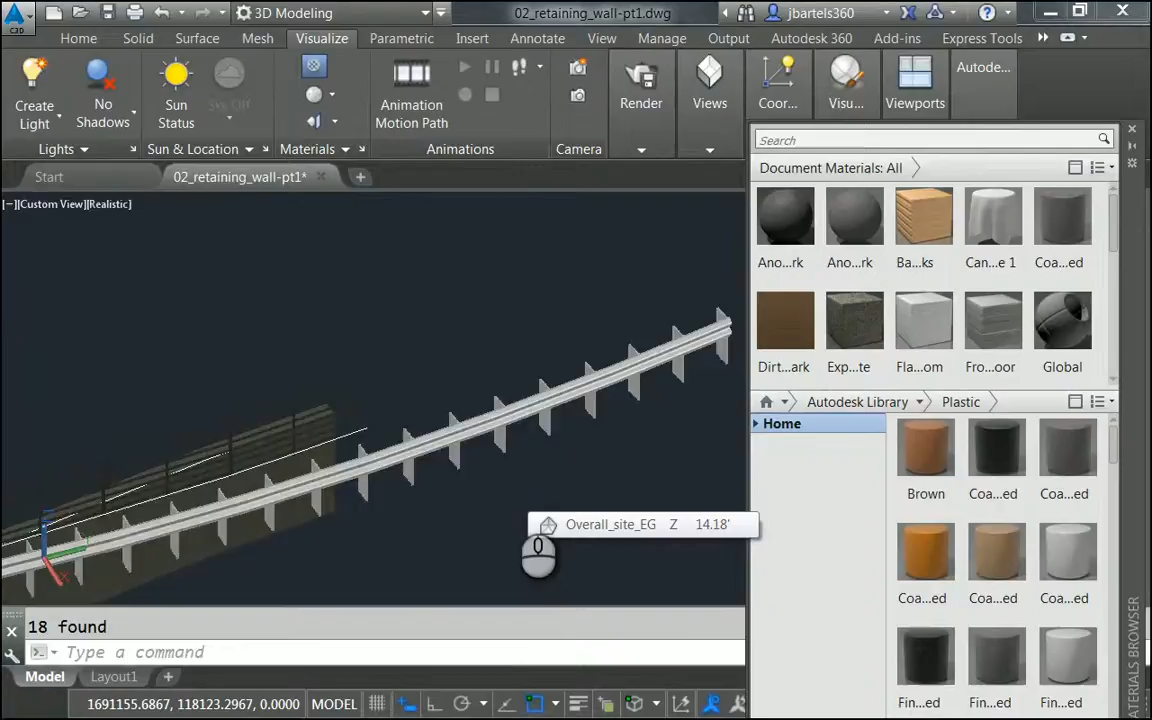 3D Modeling
02_retaining_wall-pt1.dwg
jbartels360
C3D
Home Solid Surface Mesh Visualize Parametric Insert Annotate View Manage Output Autodesk 360 Add-ins Express Tools
Create
Light
No
Shadows
Sun
Status
Sky Off
Animation
Motion Path
Render
Views
Coor...
Visu...
Viewports
Autode...
Lights
Sun & Location
Materials
Animations
Camera
Start
02_retaining_wall-pt1*
[−][Custom View][Realistic]
Search
Document Materials: All
Ano...rk Ano...rk Ba...ks Can...e 1 Coa...ed
Dirt...ark Exp...te Fla...om Fro...oor Global
Autodesk Library Plastic
Home
Brown Coa...ed Coa...ed
Coa...ed Coa...ed Coa...ed
Fin...ed Fin...ed Fin...ed
MATERIALS BROWSER
Overall_site_EG Z 14.18'
X
0
18 found
Type a command
Model Layout1
1691155.6867, 118123.2967, 0.0000 MODEL